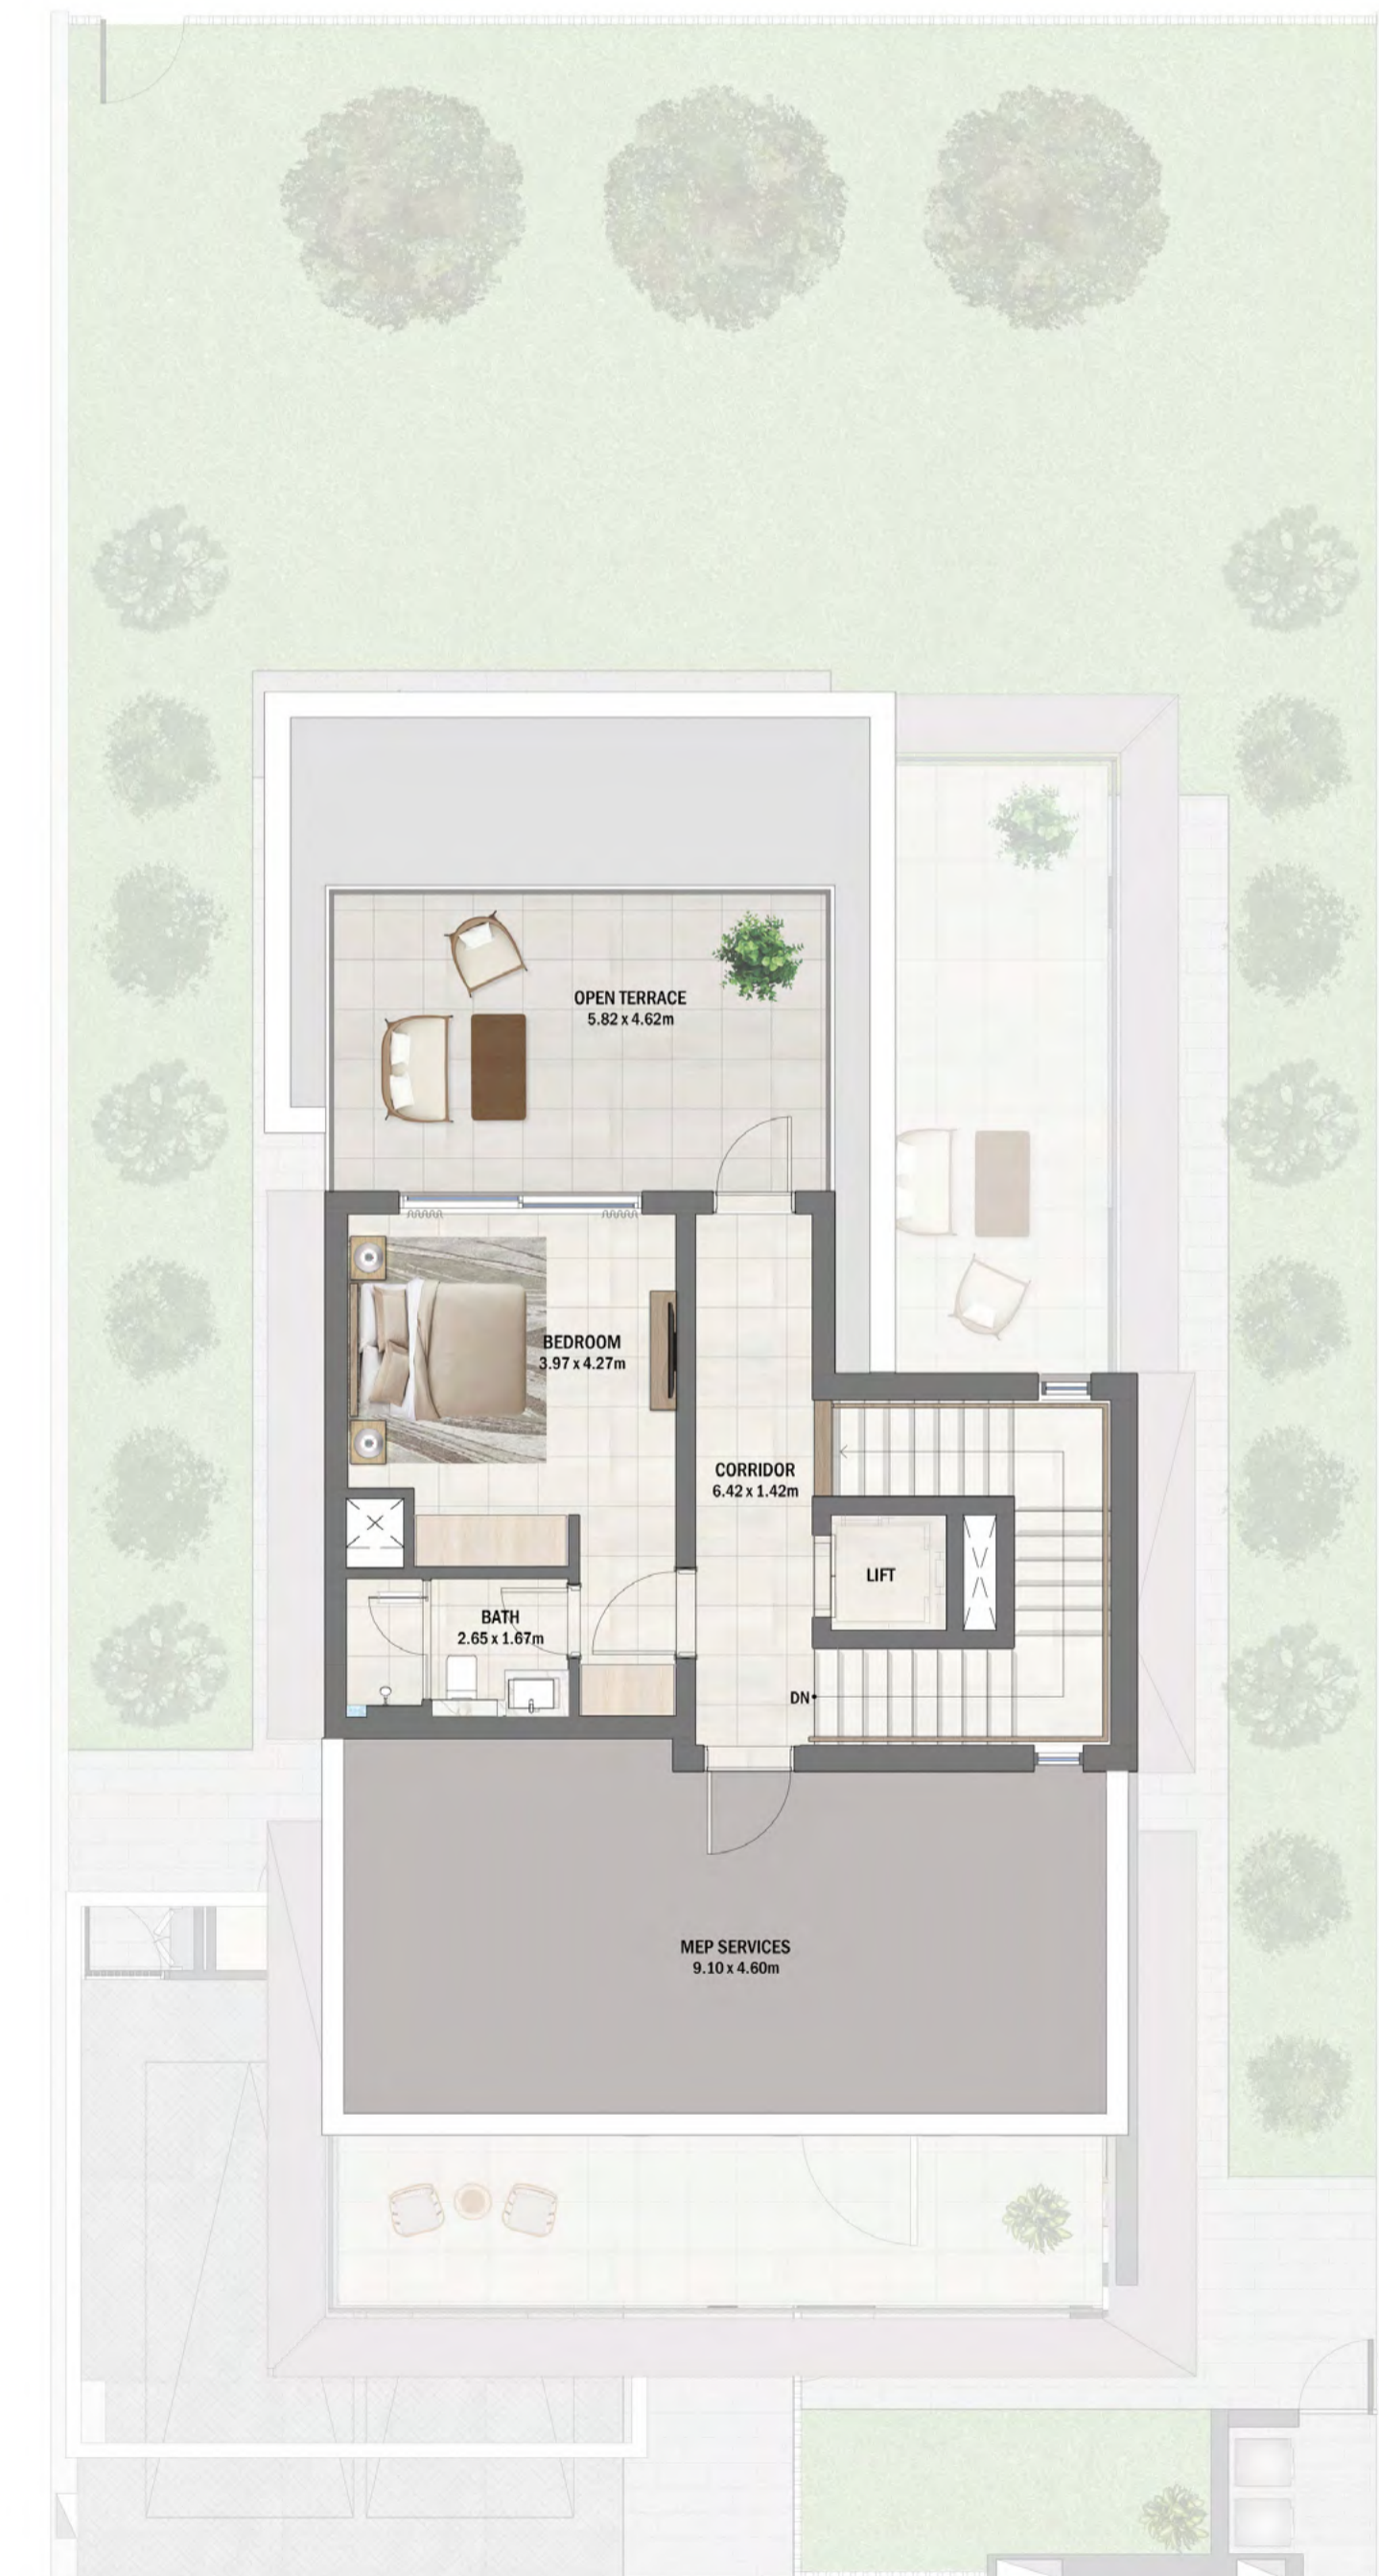 OPEN TERRACE
5.82 x 4.62m
BEDROOM
3.97 x 4.27m
CORRIDOR
6.42 x 1.42m
LIFT
BATH
2.65 x 1.67m
DN
MEP SERVICES
9.10 x 4.60m